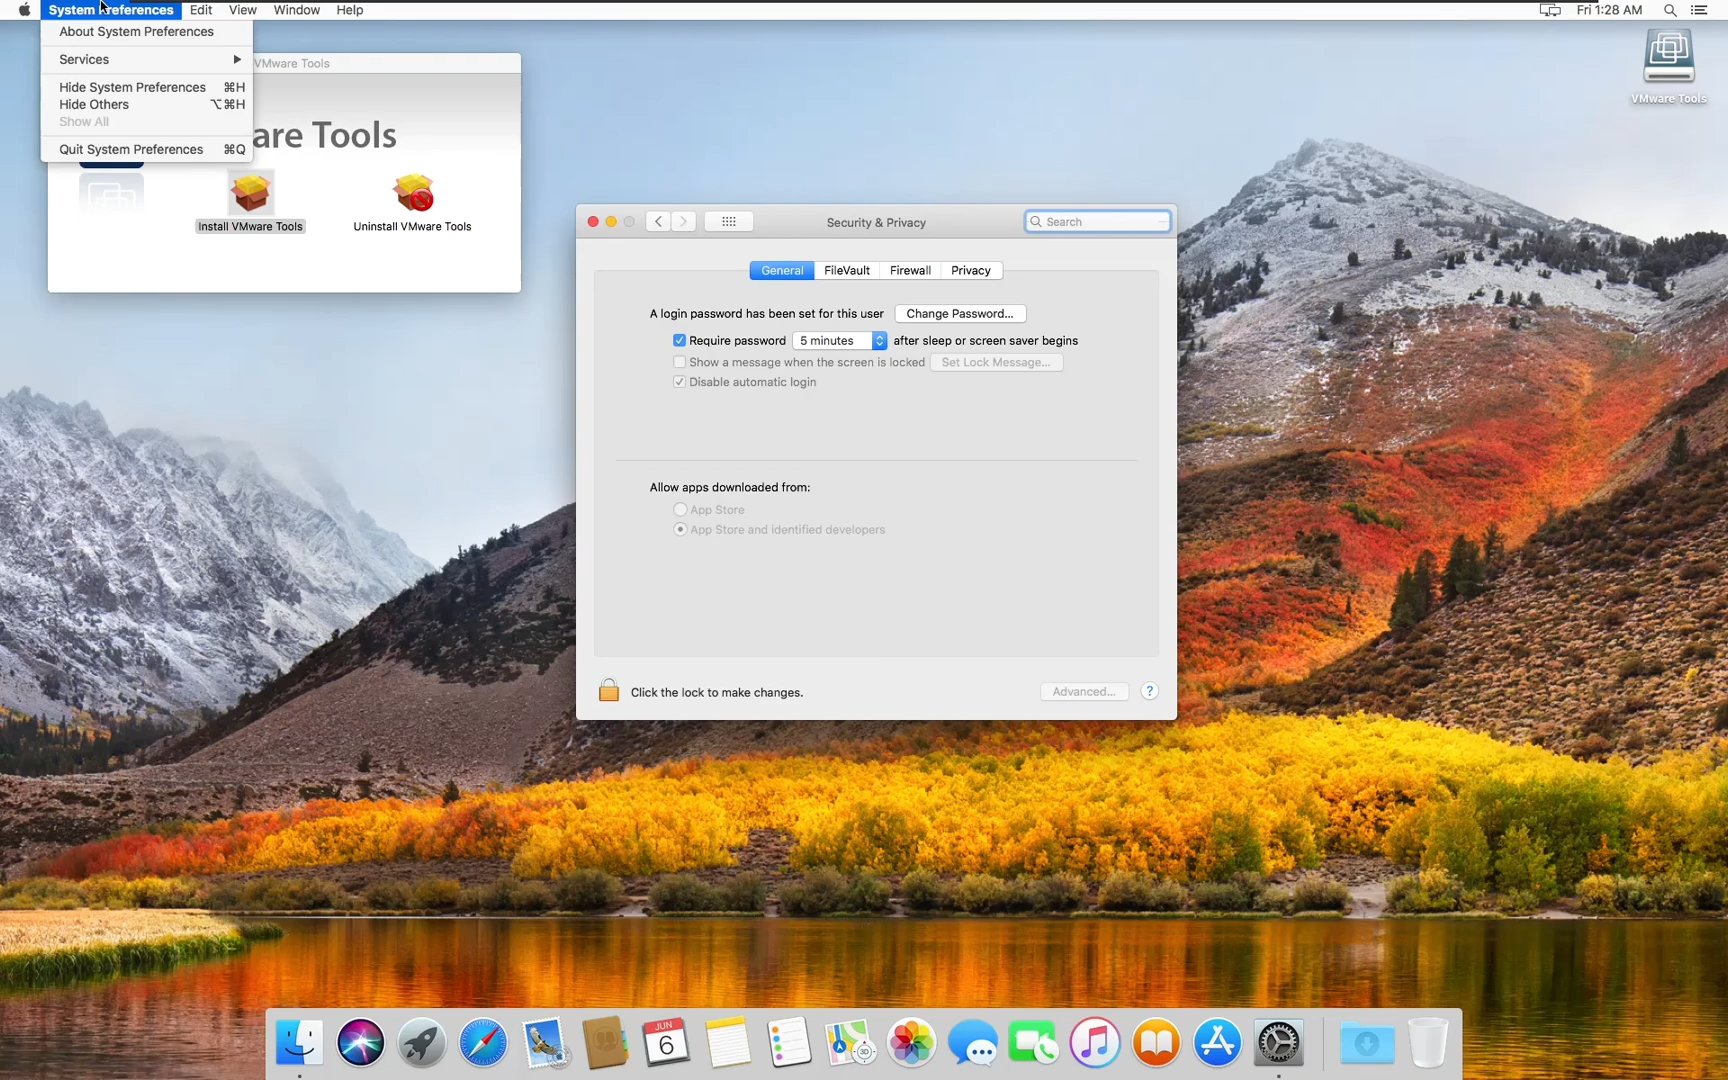 System Preferences Edit View Window Help
Fri 1:28 AM
About System Preferences
Services
Hide System Preferences ⌘H
Hide Others ⌥⌘H
Show All
Quit System Preferences ⌘Q
VMware Tools
are Tools
Install VMware Tools
Uninstall VMware Tools
VMware Tools
Security & Privacy
Search
General FileVault Firewall Privacy
A login password has been set for this user Change Password...
Require password 5 minutes after sleep or screen saver begins
Show a message when the screen is locked Set Lock Message...
Disable automatic login
Allow apps downloaded from:
App Store
App Store and identified developers
Click the lock to make changes.
Advanced... ?
JUN
6
3D